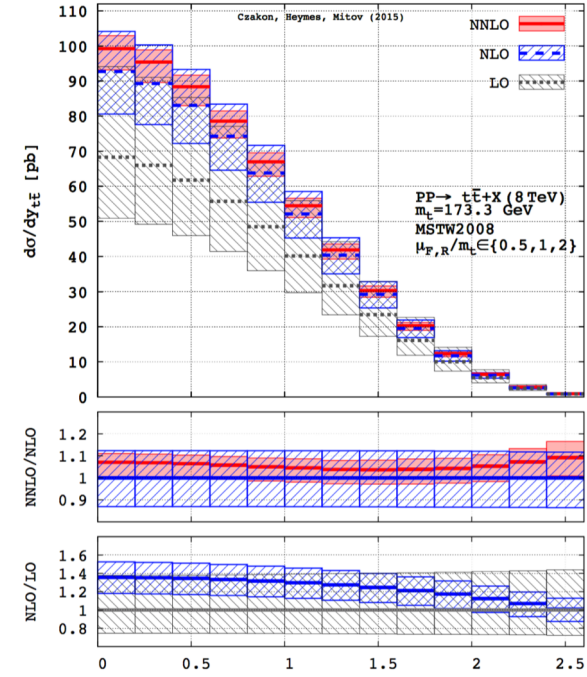 Czakon, Heymes, Mitov (2015)
NNLO
NLO
LO
dσ/dy_{tt̄} [pb]
110
100
90
80
70
60
50
40
30
20
10
0
PP→ tt̄+X (8 TeV)
m_t=173.3 GeV
MSTW2008
μ_{F,R}/m_t∈{0.5,1,2}
NNLO/NLO
1.2
1.1
1
0.9
NLO/LO
1.6
1.4
1.2
1
0.8
0 0.5 1 1.5 2 2.5